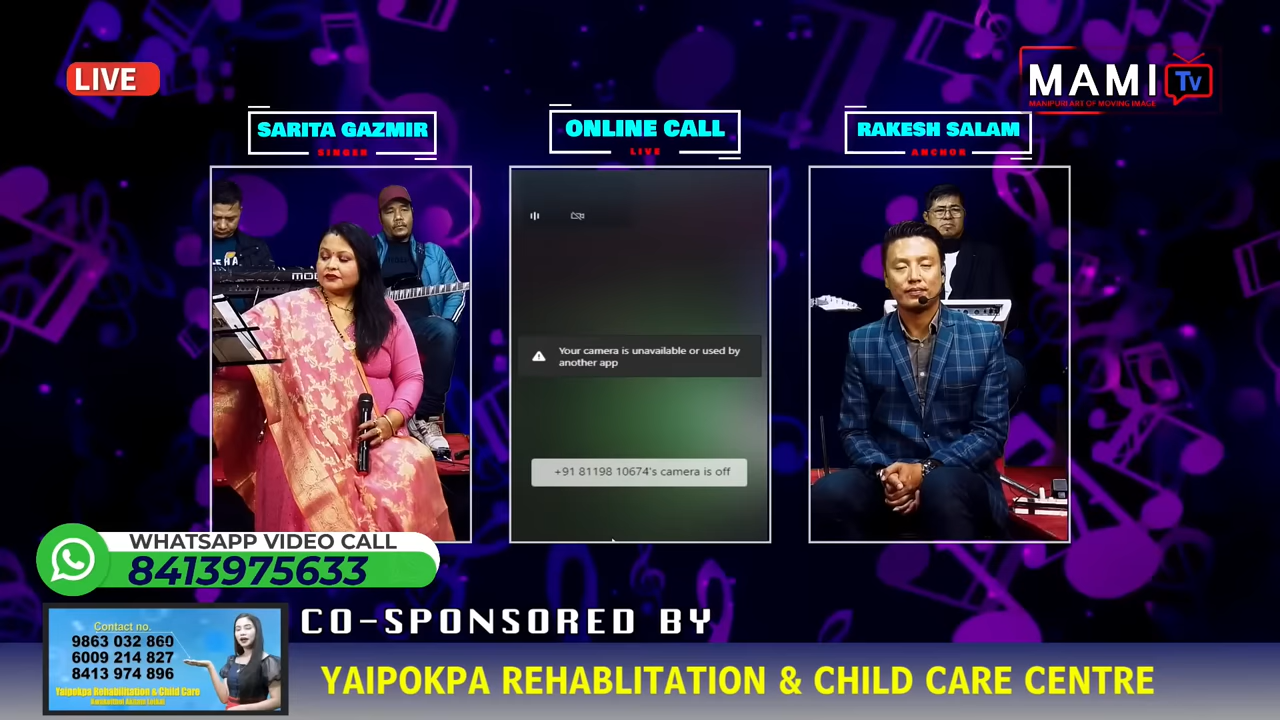 LIVE
MAMI Tv
MANIPURI ART OF MOVING IMAGE
SARITA GAZMIR
SINGER
ONLINE CALL
LIVE
RAKESH SALAM
ANCHOR
Your camera is unavailable or used by
another app
+91 81198 10674's camera is off
WHATSAPP VIDEO CALL
8413975633
CO-SPONSORED BY
Contact no.
9863 032 860
6009 214 827
8413 974 896
Yaipokpa Rehabilitation & Child Care
YAIPOKPA REHABLITATION & CHILD CARE CENTRE